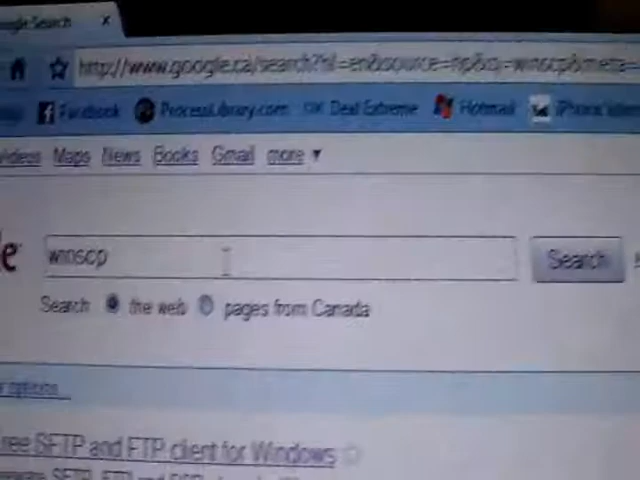 Google Search x
http://www.google.ca/search?hl=en&source=hp&q=winscp&meta=
Facebook ProcessLibrary.com Deal Extreme Hotmail
Videos Maps News Books Gmail more ▼
winscp Search
Search the web pages from Canada
options...
Free SFTP and FTP client for Windows